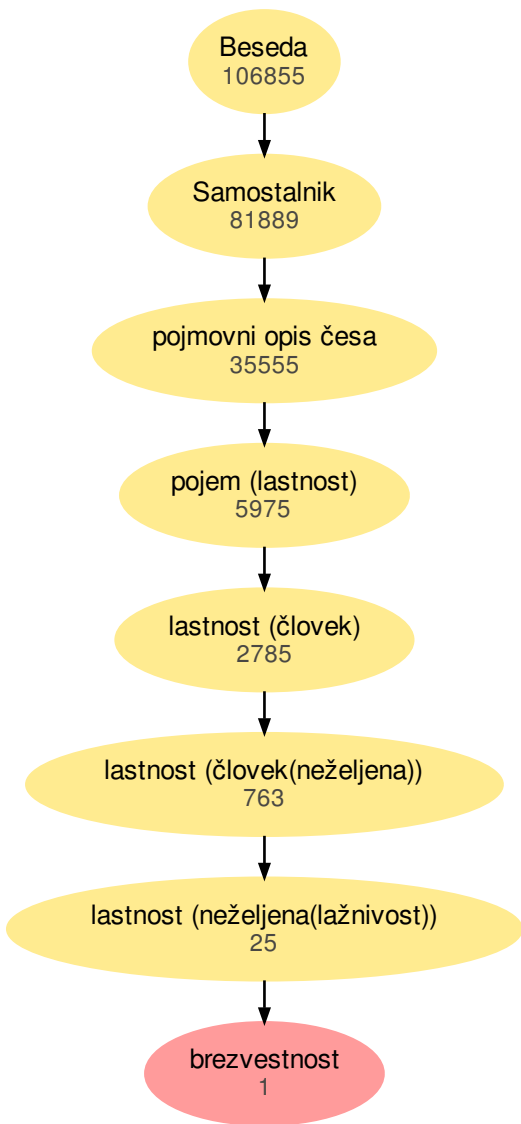 Beseda
106855
Samostalnik
81889
pojmovni opis česa
35555
pojem (lastnost)
5975
lastnost (človek)
2785
lastnost (človek(neželjena))
763
lastnost (neželjena(lažnivost))
25
brezvestnost
1